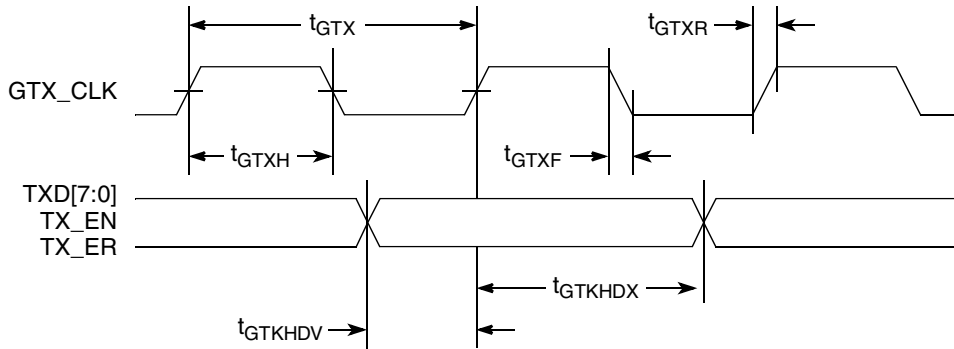 tGTX
tGTXR
GTX_CLK
tGTXH
tGTXF
TXD[7:0]
TX_EN
TX_ER
tGTKHDX
tGTKHDV